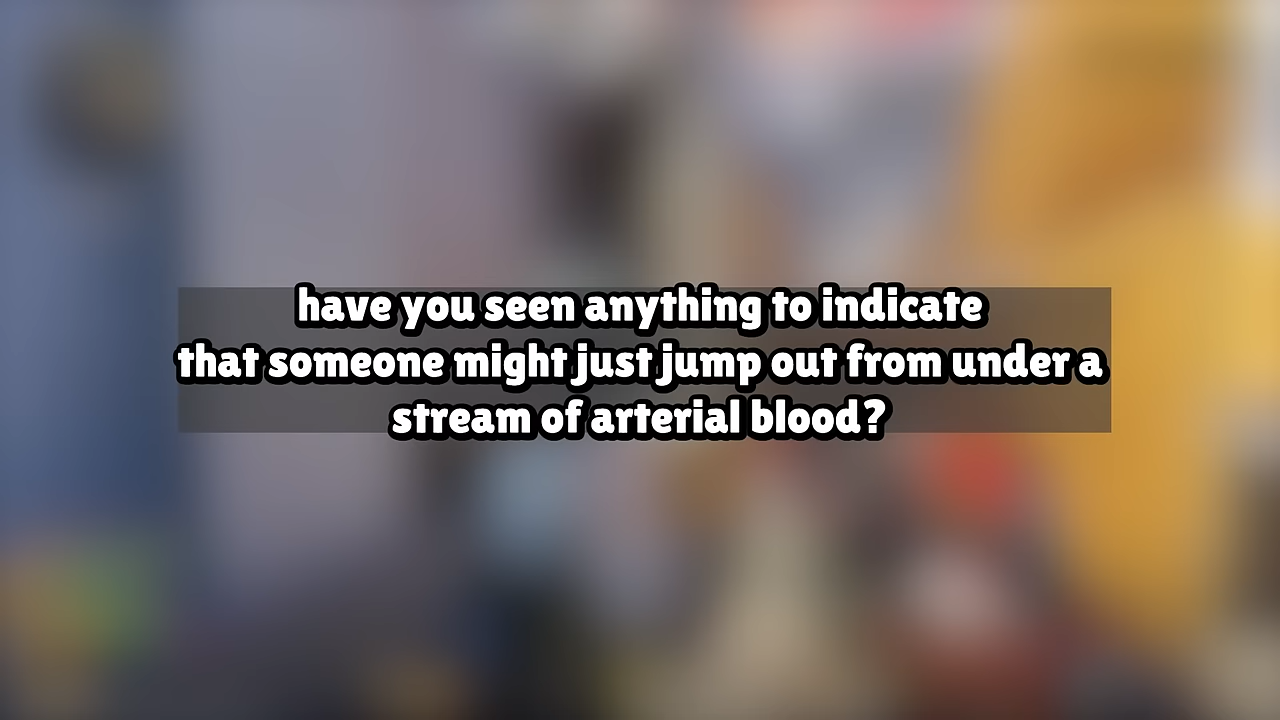 have you seen anything to indicate
that someone might just jump out from under a
stream of arterial blood?